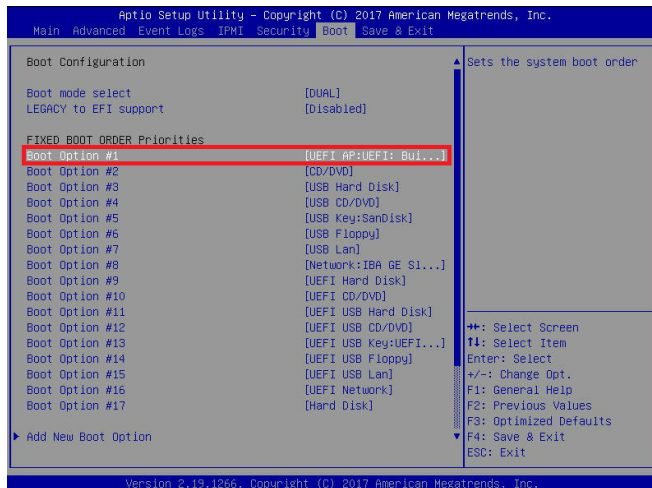 Aptio Setup Utility – Copyright (C) 2017 American Megatrends, Inc.
Main Advanced Event Logs IPMI Security Boot Save & Exit
Boot Configuration
Sets the system boot order
Boot mode select [DUAL]
LEGACY to EFI support [Disabled]
FIXED BOOT ORDER Priorities
Boot Option #1 [UEFI AP:UEFI: Bui...]
Boot Option #2 [CD/DVD]
Boot Option #3 [USB Hard Disk]
Boot Option #4 [USB CD/DVD]
Boot Option #5 [USB Key:SanDisk]
Boot Option #6 [USB Floppy]
Boot Option #7 [USB Lan]
Boot Option #8 [Network:IBA GE Sl...]
Boot Option #9 [UEFI Hard Disk]
Boot Option #10 [UEFI CD/DVD]
Boot Option #11 [UEFI USB Hard Disk]
Boot Option #12 [UEFI USB CD/DVD]
Boot Option #13 [UEFI USB Key:UEFI...]
Boot Option #14 [UEFI USB Floppy]
Boot Option #15 [UEFI USB Lan]
Boot Option #16 [UEFI Network]
Boot Option #17 [Hard Disk]
Add New Boot Option
→←: Select Screen
↑↓: Select Item
Enter: Select
+/-: Change Opt.
F1: General Help
F2: Previous Values
F3: Optimized Defaults
F4: Save & Exit
ESC: Exit
Version 2.19.1266. Copyright (C) 2017 American Megatrends, Inc.